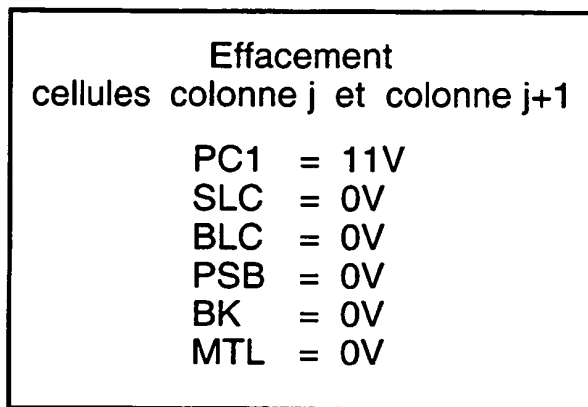 Effacement
cellules colonne j et colonne j+1
PC1 = 11V
SLC = 0V
BLC = 0V
PSB = 0V
BK = 0V
MTL = 0V